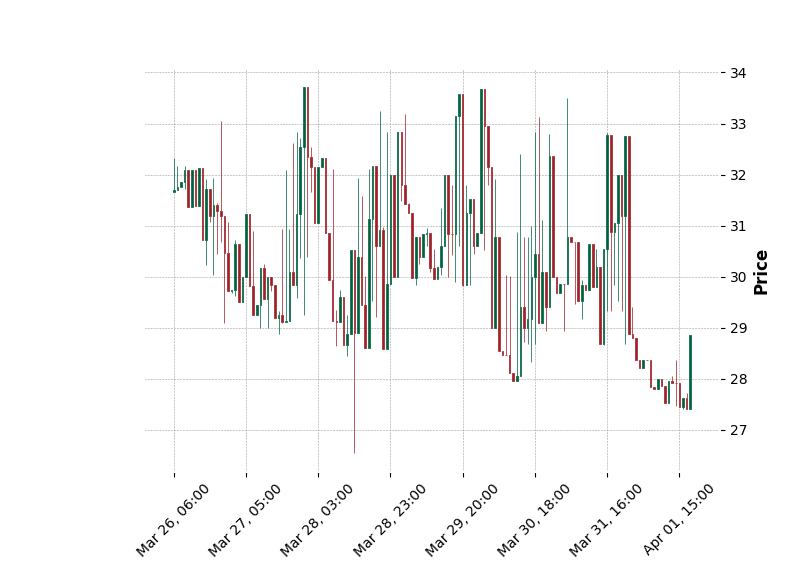 34
33
32
31
30
29
28
27
Price
Mar 26, 06:00
Mar 27, 05:00
Mar 28, 03:00
Mar 28, 23:00
Mar 29, 20:00
Mar 30, 18:00
Mar 31, 16:00
Apr 01, 15:00